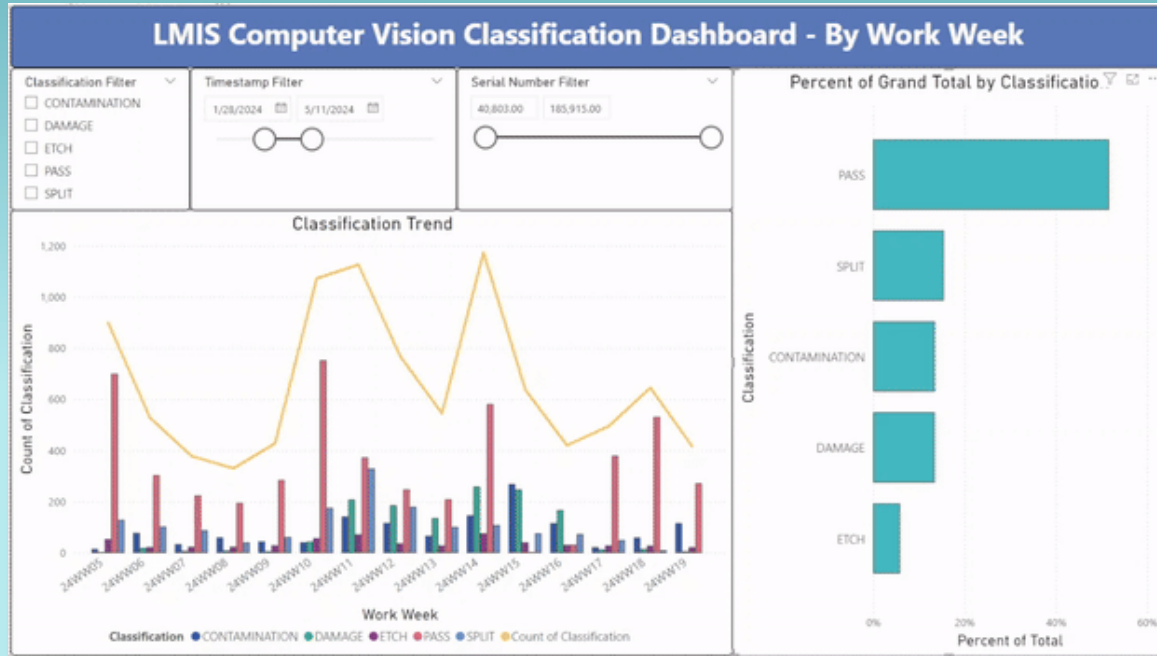 LMIS Computer Vision Classification Dashboard - By Work Week
Classification Filter
CONTAMINATION
DAMAGE
ETCH
PASS
SPLIT
Timestamp Filter
1/28/2024
5/11/2024
Serial Number Filter
40,803.00
185,915.00
Classification Trend
Count of Classification
1,200
1,000
800
600
400
200
0
24WW05
24WW06
24WW07
24WW08
24WW09
24WW10
24WW11
24WW12
24WW13
24WW14
24WW15
24WW16
24WW17
24WW18
24WW19
Work Week
Classification CONTAMINATION DAMAGE ETCH PASS SPLIT Count of Classification
Percent of Grand Total by Classificatio...
Classification
PASS
SPLIT
CONTAMINATION
DAMAGE
ETCH
0%
20%
40%
60%
Percent of Total